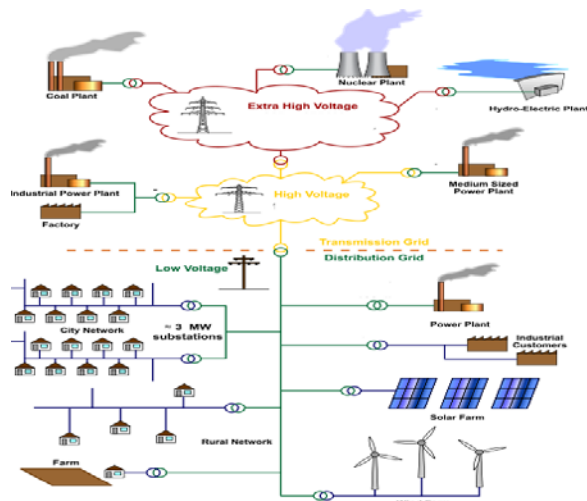 Coal Plant
Nuclear Plant
Extra High Voltage
Hydro-Electric Plant
Industrial Power Plant
High Voltage
Medium Sized
Power Plant
Factory
Transmission Grid
Distribution Grid
Low Voltage
City Network
≈ 3 MW
substations
Power Plant
Industrial
Customers
Solar Farm
Rural Network
Farm